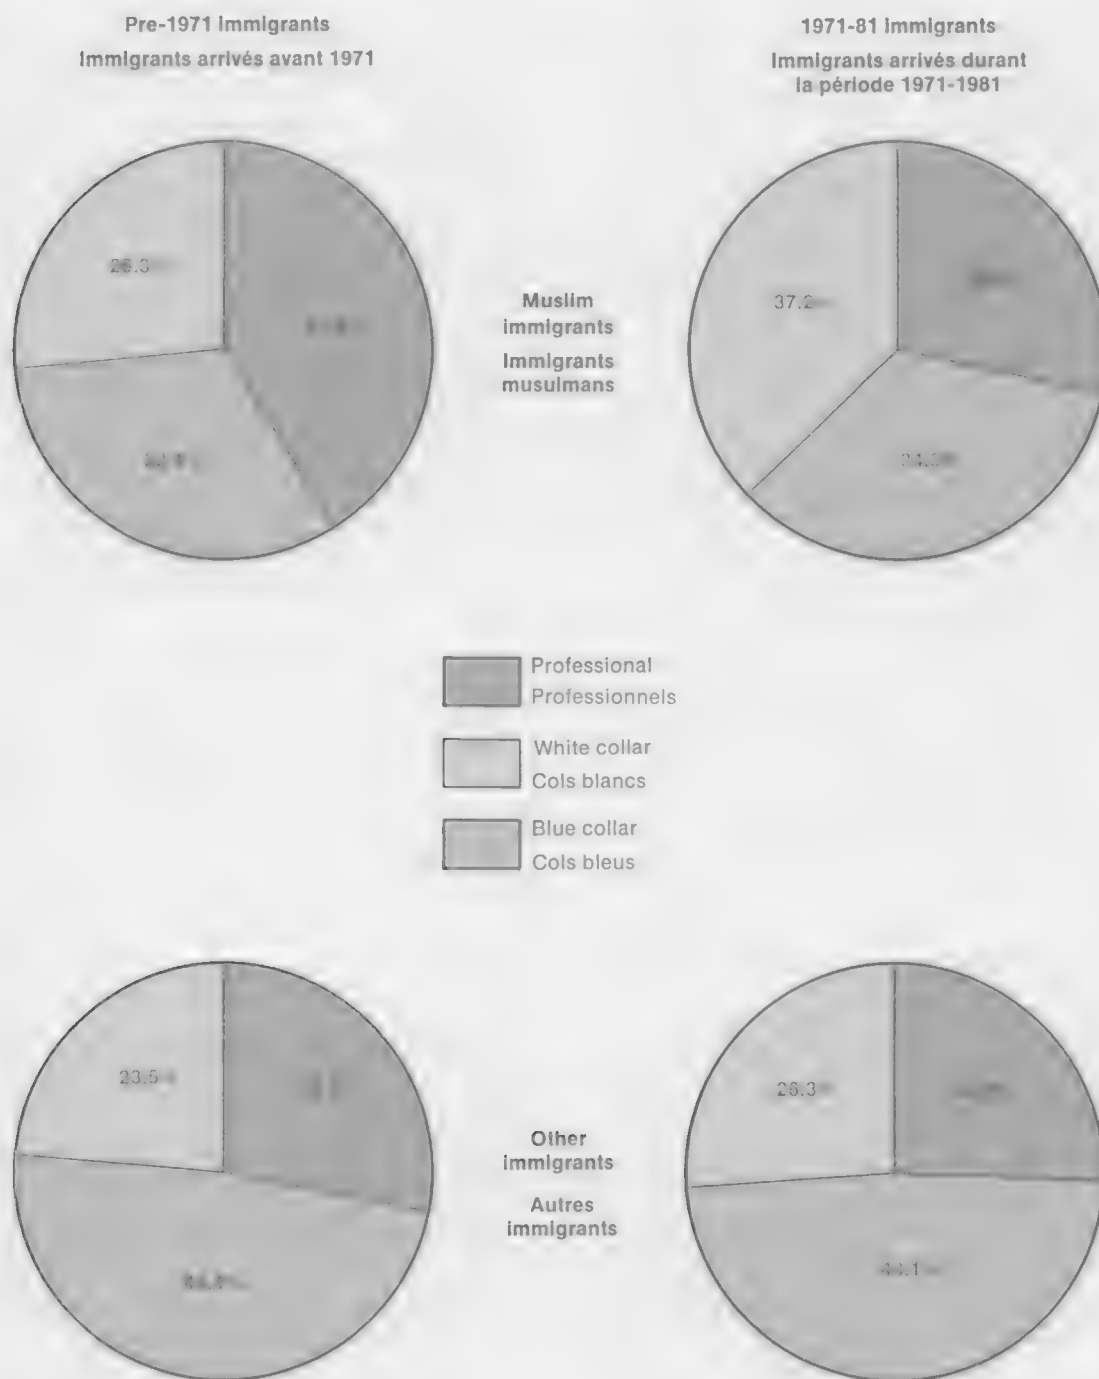 Pre-1971 immigrants
Immigrants arrivés avant 1971
1971-81 immigrants
Immigrants arrivés durant
la période 1971-1981
26.3
37.2
Muslim
immigrants
Immigrants
musulmans
Professional
Professionnels
White collar
Cols blancs
Blue collar
Cols bleus
23.5
26.3
Other
immigrants
Autres
immigrants